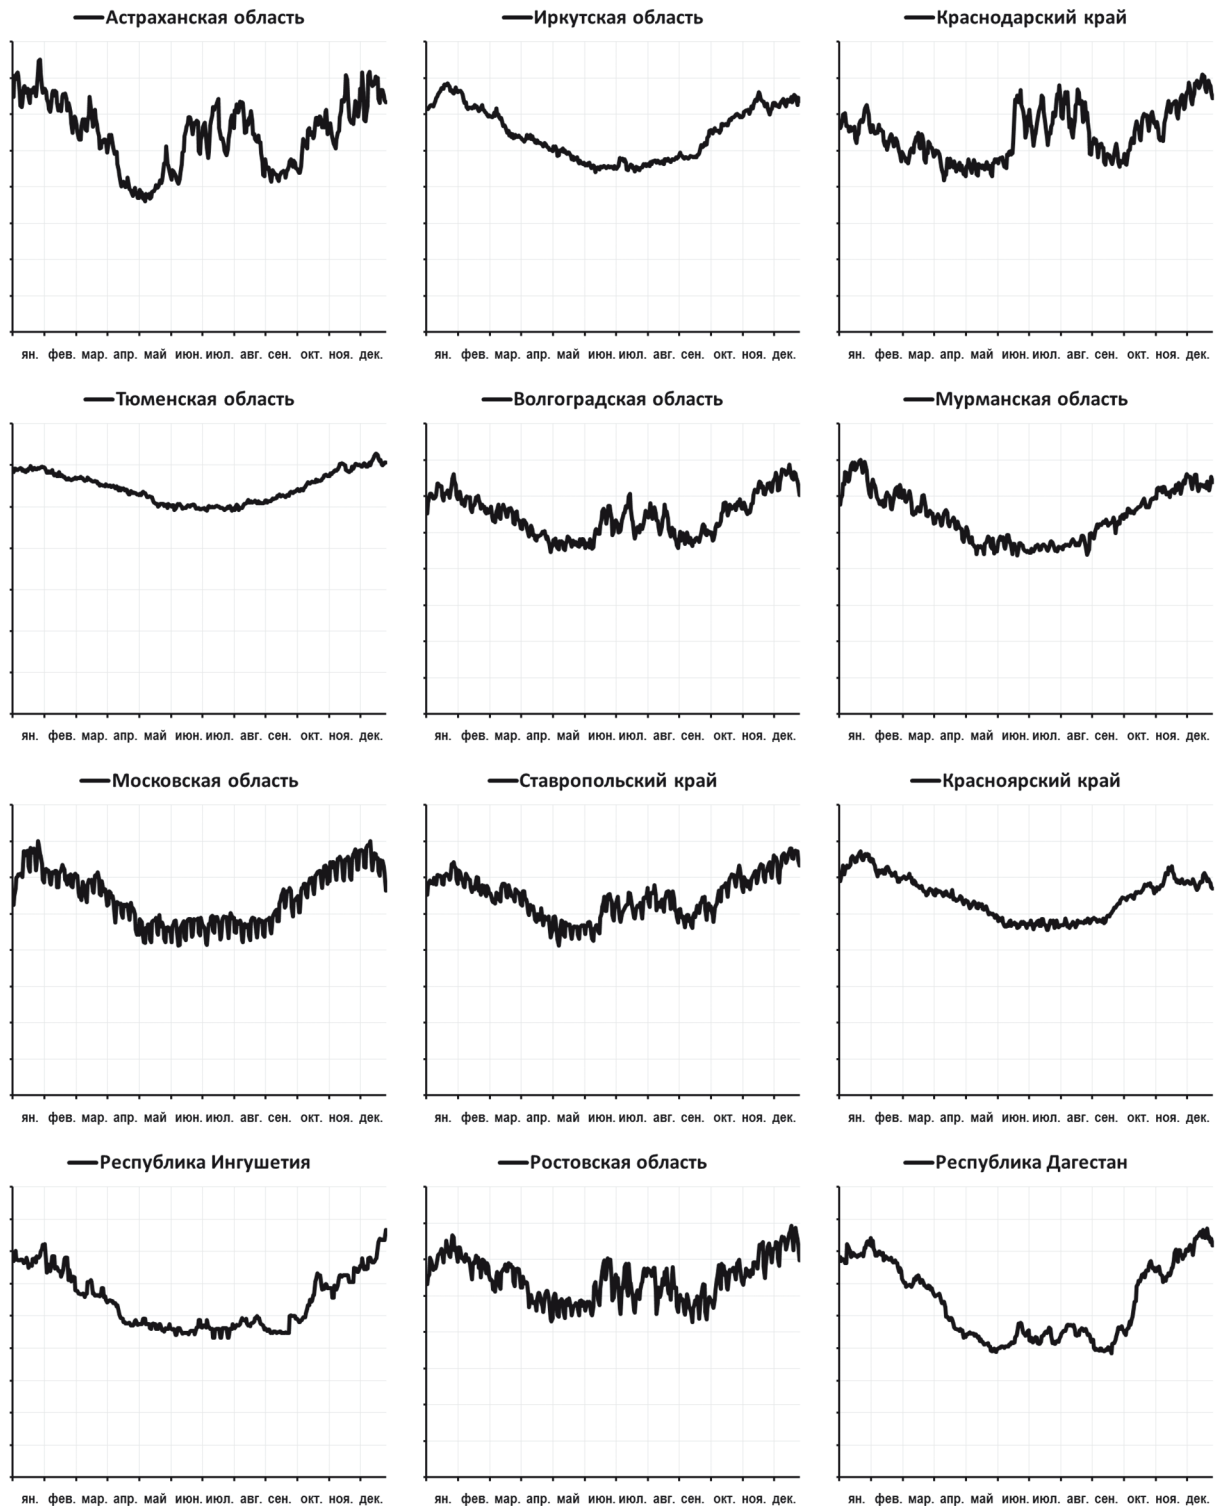 Астраханская область
Иркутская область
Краснодарский край
ян. фев. мар. апр. май июн. июл. авг. сен. окт. ноя. дек.
ян. фев. мар. апр. май июн. июл. авг. сен. окт. ноя. дек.
ян. фев. мар. апр. май июн. июл. авг. сен. окт. ноя. дек.
Тюменская область
Волгоградская область
Мурманская область
ян. фев. мар. апр. май июн. июл. авг. сен. окт. ноя. дек.
ян. фев. мар. апр. май июн. июл. авг. сен. окт. ноя. дек.
ян. фев. мар. апр. май июн. июл. авг. сен. окт. ноя. дек.
Московская область
Ставропольский край
Красноярский край
ян. фев. мар. апр. май июн. июл. авг. сен. окт. ноя. дек.
ян. фев. мар. апр. май июн. июл. авг. сен. окт. ноя. дек.
ян. фев. мар. апр. май июн. июл. авг. сен. окт. ноя. дек.
Республика Ингушетия
Ростовская область
Республика Дагестан
ян. фев. мар. апр. май июн. июл. авг. сен. окт. ноя. дек.
ян. фев. мар. апр. май июн. июл. авг. сен. окт. ноя. дек.
ян. фев. мар. апр. май июн. июл. авг. сен. окт. ноя. дек.